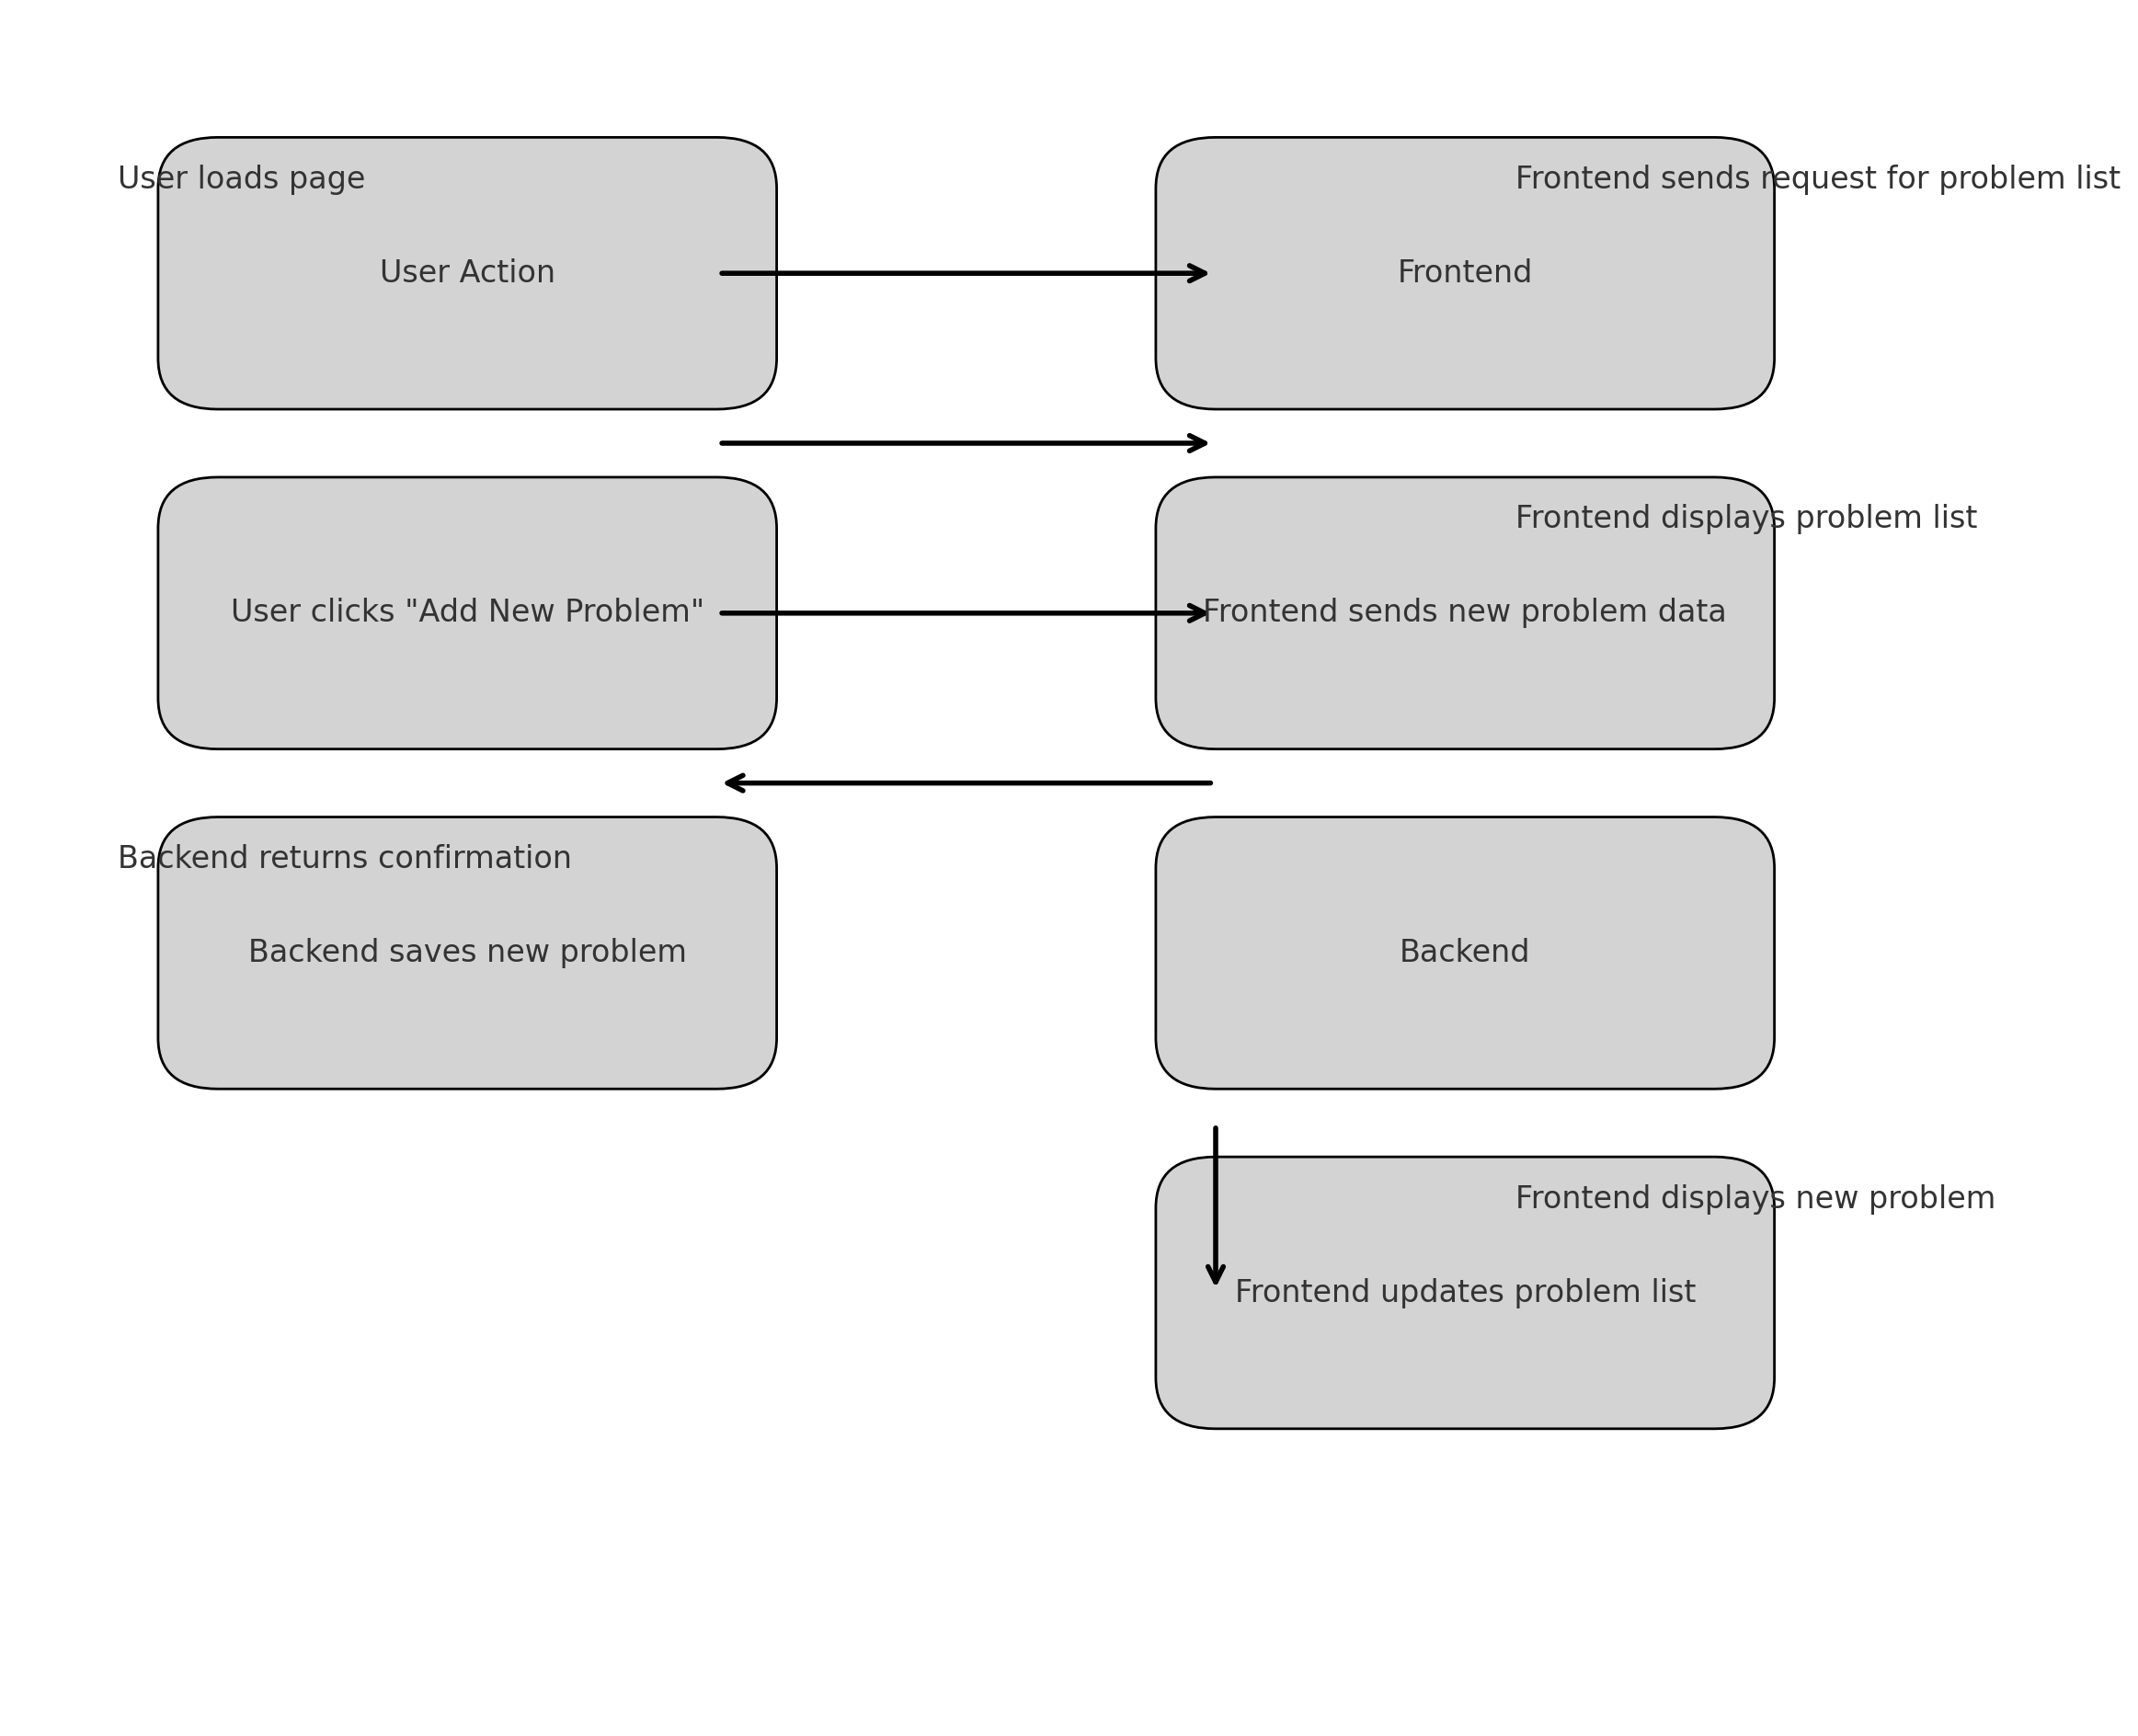 User loads page
Frontend sends request for problem list
User Action
Frontend
Frontend displays problem list
User clicks "Add New Problem"
Frontend sends new problem data
Backend returns confirmation
Backend saves new problem
Backend
Frontend displays new problem
Frontend updates problem list